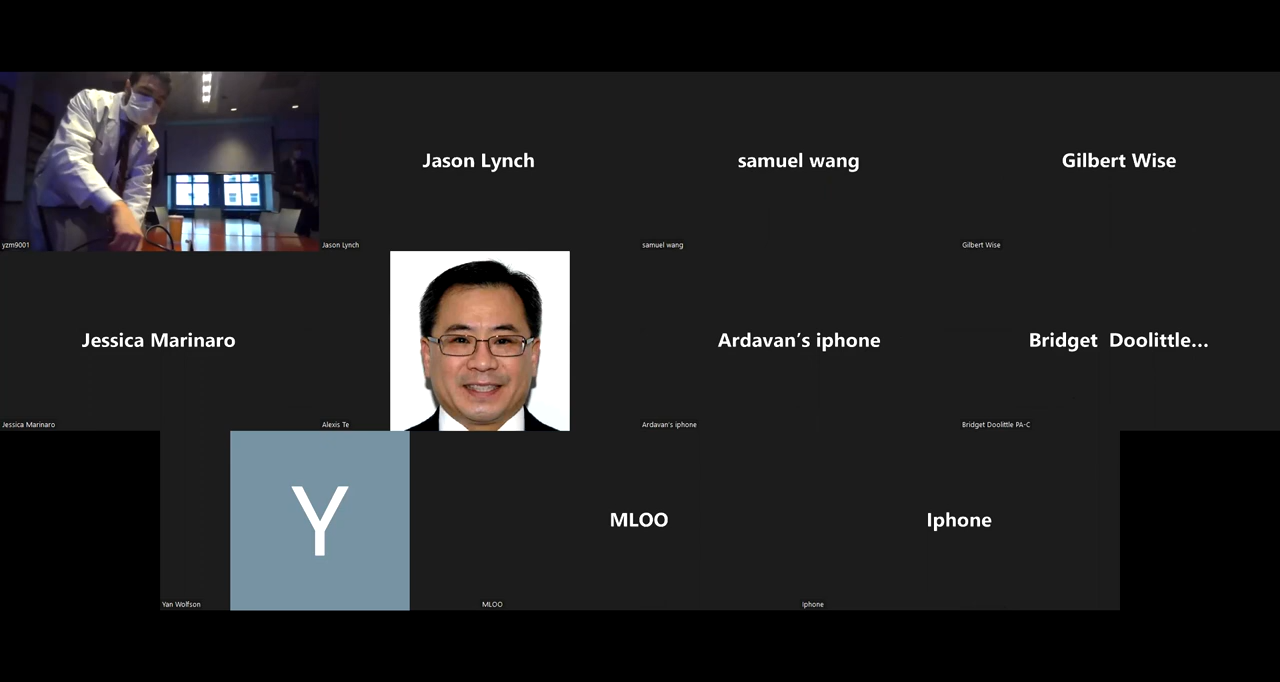 Jason Lynch
samuel wang
Gilbert Wise
yzm9001
Jason Lynch
samuel wang
Gilbert Wise
Jessica Marinaro
Ardavan’s iphone
Bridget  Doolittle...
Jessica Marinaro
Alexis Te
Ardavan's iphone
Bridget Doolittle PA-C
Y
MLOO
Iphone
Yan Wolfson
MLOO
Iphone